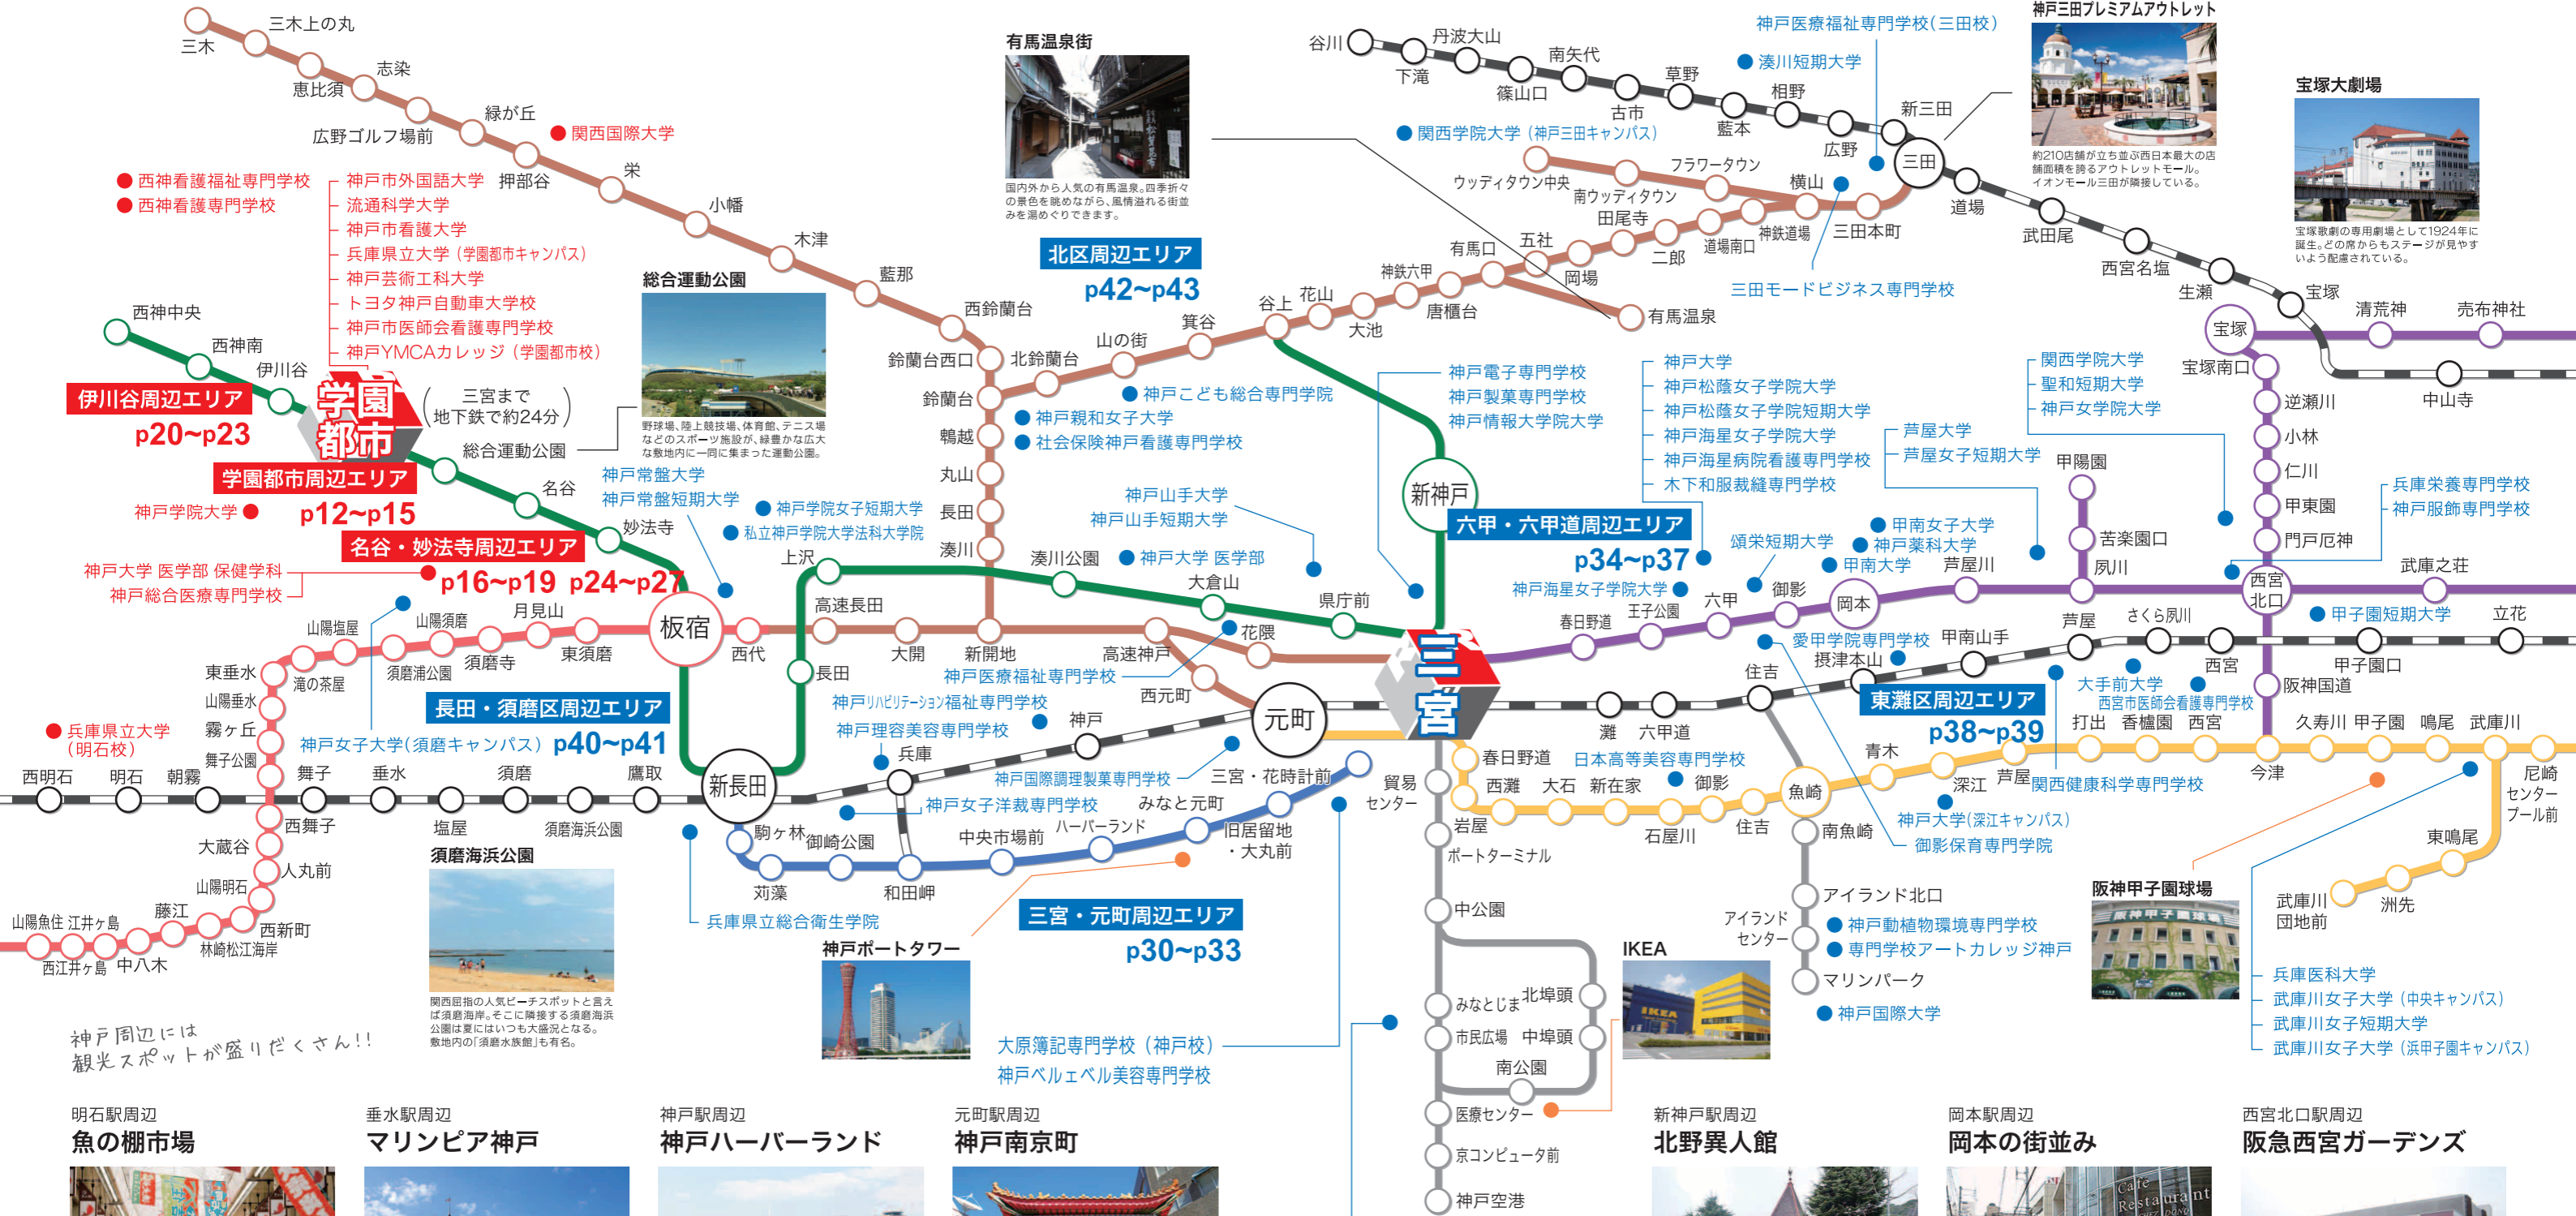 三木
三木上の丸
恵比須
志染
広野ゴルフ場前
緑が丘
押部谷
栄
小幡
木津
藍那
西鈴蘭台
鈴蘭台西口
鈴蘭台
鵯越
丸山
長田
湊川
関西国際大学
西神看護福祉専門学校
西神看護専門学校
神戸市外国語大学
流通科学大学
神戸市看護大学
兵庫県立大学(学園都市キャンパス)
神戸芸術工科大学
トヨタ神戸自動車大学校
神戸市医師会看護専門学校
神戸YMCAカレッジ(学園都市校)
西神中央
西神南
伊川谷
伊川谷周辺エリア
p20~p23
学園
都市
(三宮まで
地下鉄で約24分)
総合運動公園
学園都市周辺エリア
p12~p15
神戸学院大学
名谷
妙法寺
名谷・妙法寺周辺エリア
p16~p19 p24~p27
神戸大学 医学部 保健学科
神戸総合医療専門学校
総合運動公園
野球場、陸上競技場、体育館、テニス場
などのスポーツ施設が、緑豊かな広大
な敷地内に一同に集まった運動公園。
神戸常盤大学
神戸常盤短期大学
神戸学院女子短期大学
私立神戸学院大学法科大学院
有馬温泉街
国内外から人気の有馬温泉。四季折々
の景色を眺めながら、風情溢れる街並
みを湯めぐりできます。
北区周辺エリア
p42~p43
北鈴蘭台
山の街
箕谷
谷上
花山
大池
神鉄六甲
唐櫃台
有馬口
五社
岡場
田尾寺
二郎
道場南口
神鉄道場
横山
三田本町
三田
有馬温泉
ウッディタウン中央
南ウッディタウン
フラワータウン
神戸こども総合専門学院
神戸親和女子大学
社会保険神戸看護専門学校
谷川
下滝
丹波大山
篠山口
南矢代
古市
草野
藍本
相野
広野
新三田
道場
武田尾
西宮名塩
生瀬
宝塚
中山寺
神戸医療福祉専門学校(三田校)
湊川短期大学
関西学院大学(神戸三田キャンパス)
三田モードビジネス専門学校
神戸三田プレミアムアウトレット
約210店舗が立ち並ぶ西日本最大の店
舗面積を誇るアウトレットモール。
イオンモール三田が隣接している。
宝塚大劇場
宝塚歌劇の専用劇場として1924年に
誕生。どの席からもステージが見やす
いよう配慮されている。
宝塚
清荒神
売布神社
宝塚南口
逆瀬川
小林
仁川
甲東園
門戸厄神
西宮
北口
阪神国道
今津
神戸電子専門学校
神戸製菓専門学校
神戸情報大学院大学
神戸大学
神戸松蔭女子学院大学
神戸松蔭女子学院短期大学
神戸海星女子学院大学
神戸海星病院看護専門学校
木下和服裁縫専門学校
芦屋大学
芦屋女子短期大学
関西学院大学
聖和短期大学
神戸女学院大学
兵庫栄養専門学校
神戸服飾専門学校
新神戸
六甲・六甲道周辺エリア
p34~p37
神戸海星女子学院大学
頌栄短期大学
甲南女子大学
神戸薬科大学
甲南大学
甲陽園
苦楽園口
夙川
芦屋川
岡本
御影
六甲
王子公園
春日野道
武庫之荘
甲子園短期大学
神戸山手大学
神戸山手短期大学
神戸大学 医学部
上沢
湊川公園
大倉山
県庁前
三宮
板宿
西代
高速長田
大開
新開地
高速神戸
花隈
西元町
元町
長田
新長田
東須磨
月見山
須磨寺
山陽須磨
須磨浦公園
山陽塩屋
滝の茶屋
東垂水
山陽垂水
霞ヶ丘
舞子公園
西舞子
大蔵谷
人丸前
山陽明石
西新町
林崎松江海岸
藤江
中八木
江井ヶ島
西江井ヶ島
山陽魚住
長田・須磨区周辺エリア
p40~p41
神戸女子大学(須磨キャンパス)
兵庫県立大学
(明石校)
西明石
明石
朝霧
舞子
垂水
塩屋
須磨
須磨海浜公園
鷹取
兵庫
神戸
灘
六甲道
住吉
摂津本山
甲南山手
芦屋
さくら夙川
西宮
甲子園口
立花
神戸医療福祉専門学校
神戸リハビリテーション福祉専門学校
神戸理容美容専門学校
神戸国際調理製菓専門学校
神戸女子洋裁専門学校
駒ヶ林
苅藻
御崎公園
和田岬
中央市場前
ハーバーランド
みなと元町
旧居留地
・大丸前
三宮・花時計前
兵庫県立総合衛生学院
須磨海浜公園
関西屈指の人気ビーチスポットと言え
ば須磨海岸。そこに隣接する須磨海浜
公園は夏にはいつも大盛況となる。
敷地内の「須磨水族館」も有名。
神戸ポートタワー
三宮・元町周辺エリア
p30~p33
大原簿記専門学校(神戸校)
神戸ベルェベル美容専門学校
貿易
センター
ポートターミナル
中公園
みなとじま
市民広場
北埠頭
中埠頭
南公園
医療センター
京コンピュータ前
神戸空港
IKEA
春日野道
岩屋
西灘
大石
新在家
石屋川
御影
住吉
魚崎
青木
深江
芦屋
打出
香櫨園
西宮
久寿川
甲子園
鳴尾
武庫川
尼崎
センター
プール前
東鳴尾
洲先
武庫川
団地前
日本高等美容専門学校
愛甲学院専門学校
東灘区周辺エリア
p38~p39
大手前大学
西宮市医師会看護専門学校
関西健康科学専門学校
神戸大学(深江キャンパス)
御影保育専門学院
南魚崎
アイランド北口
アイランド
センター
マリンパーク
神戸動植物環境専門学校
専門学校アートカレッジ神戸
神戸国際大学
阪神甲子園球場
兵庫医科大学
武庫川女子大学(中央キャンパス)
武庫川女子短期大学
武庫川女子大学(浜甲子園キャンパス)
神戸周辺には
観光スポットが盛りだくさん!!
明石駅周辺
魚の棚市場
垂水駅周辺
マリンピア神戸
神戸駅周辺
神戸ハーバーランド
元町駅周辺
神戸南京町
新神戸駅周辺
北野異人館
岡本駅周辺
岡本の街並み
西宮北口駅周辺
阪急西宮ガーデンズ
Cafe
Restaurant